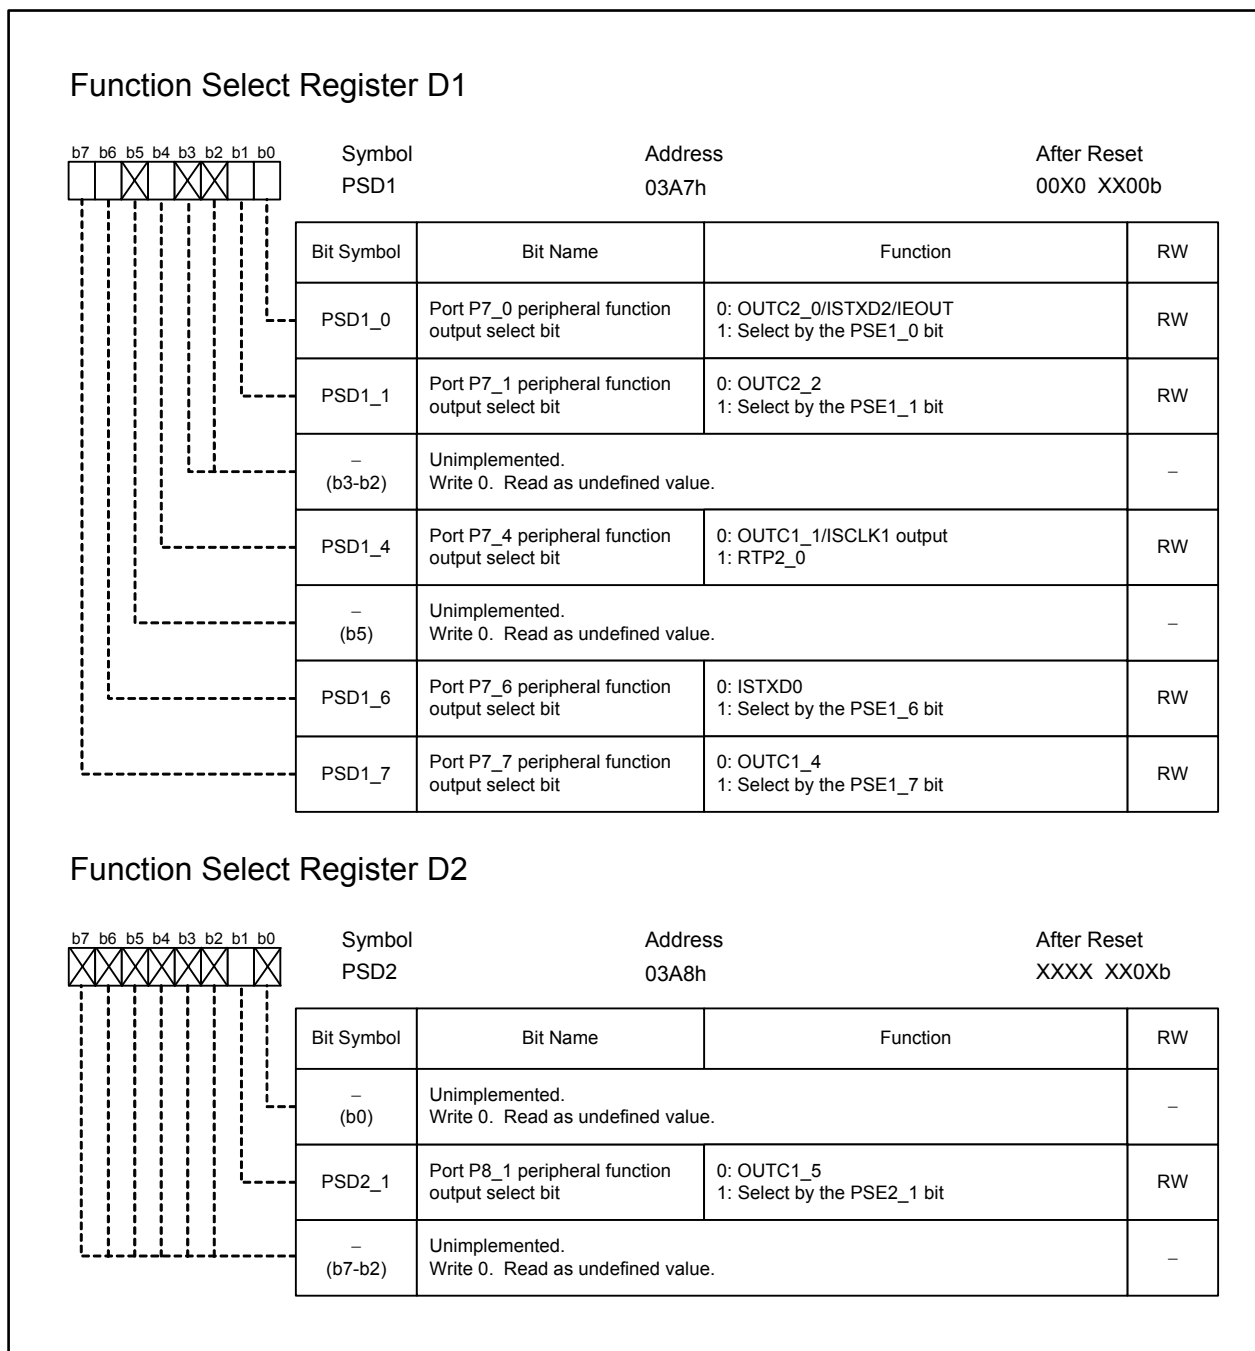 Function Select Register D1
b7 b6 b5 b4 b3 b2 b1 b0
Symbol Address After Reset
PSD1 03A7h 00X0 XX00b
Bit Symbol Bit Name Function RW
PSD1_0 Port P7_0 peripheral function output select bit 0: OUTC2_0/ISTXD2/IEOUT 1: Select by the PSE1_0 bit RW
PSD1_1 Port P7_1 peripheral function output select bit 0: OUTC2_2 1: Select by the PSE1_1 bit RW
– (b3-b2) Unimplemented. Write 0. Read as undefined value. –
PSD1_4 Port P7_4 peripheral function output select bit 0: OUTC1_1/ISCLK1 output 1: RTP2_0 RW
– (b5) Unimplemented. Write 0. Read as undefined value. –
PSD1_6 Port P7_6 peripheral function output select bit 0: ISTXD0 1: Select by the PSE1_6 bit RW
PSD1_7 Port P7_7 peripheral function output select bit 0: OUTC1_4 1: Select by the PSE1_7 bit RW
Function Select Register D2
b7 b6 b5 b4 b3 b2 b1 b0
Symbol Address After Reset
PSD2 03A8h XXXX XX0Xb
Bit Symbol Bit Name Function RW
– (b0) Unimplemented. Write 0. Read as undefined value. –
PSD2_1 Port P8_1 peripheral function output select bit 0: OUTC1_5 1: Select by the PSE2_1 bit RW
– (b7-b2) Unimplemented. Write 0. Read as undefined value. –